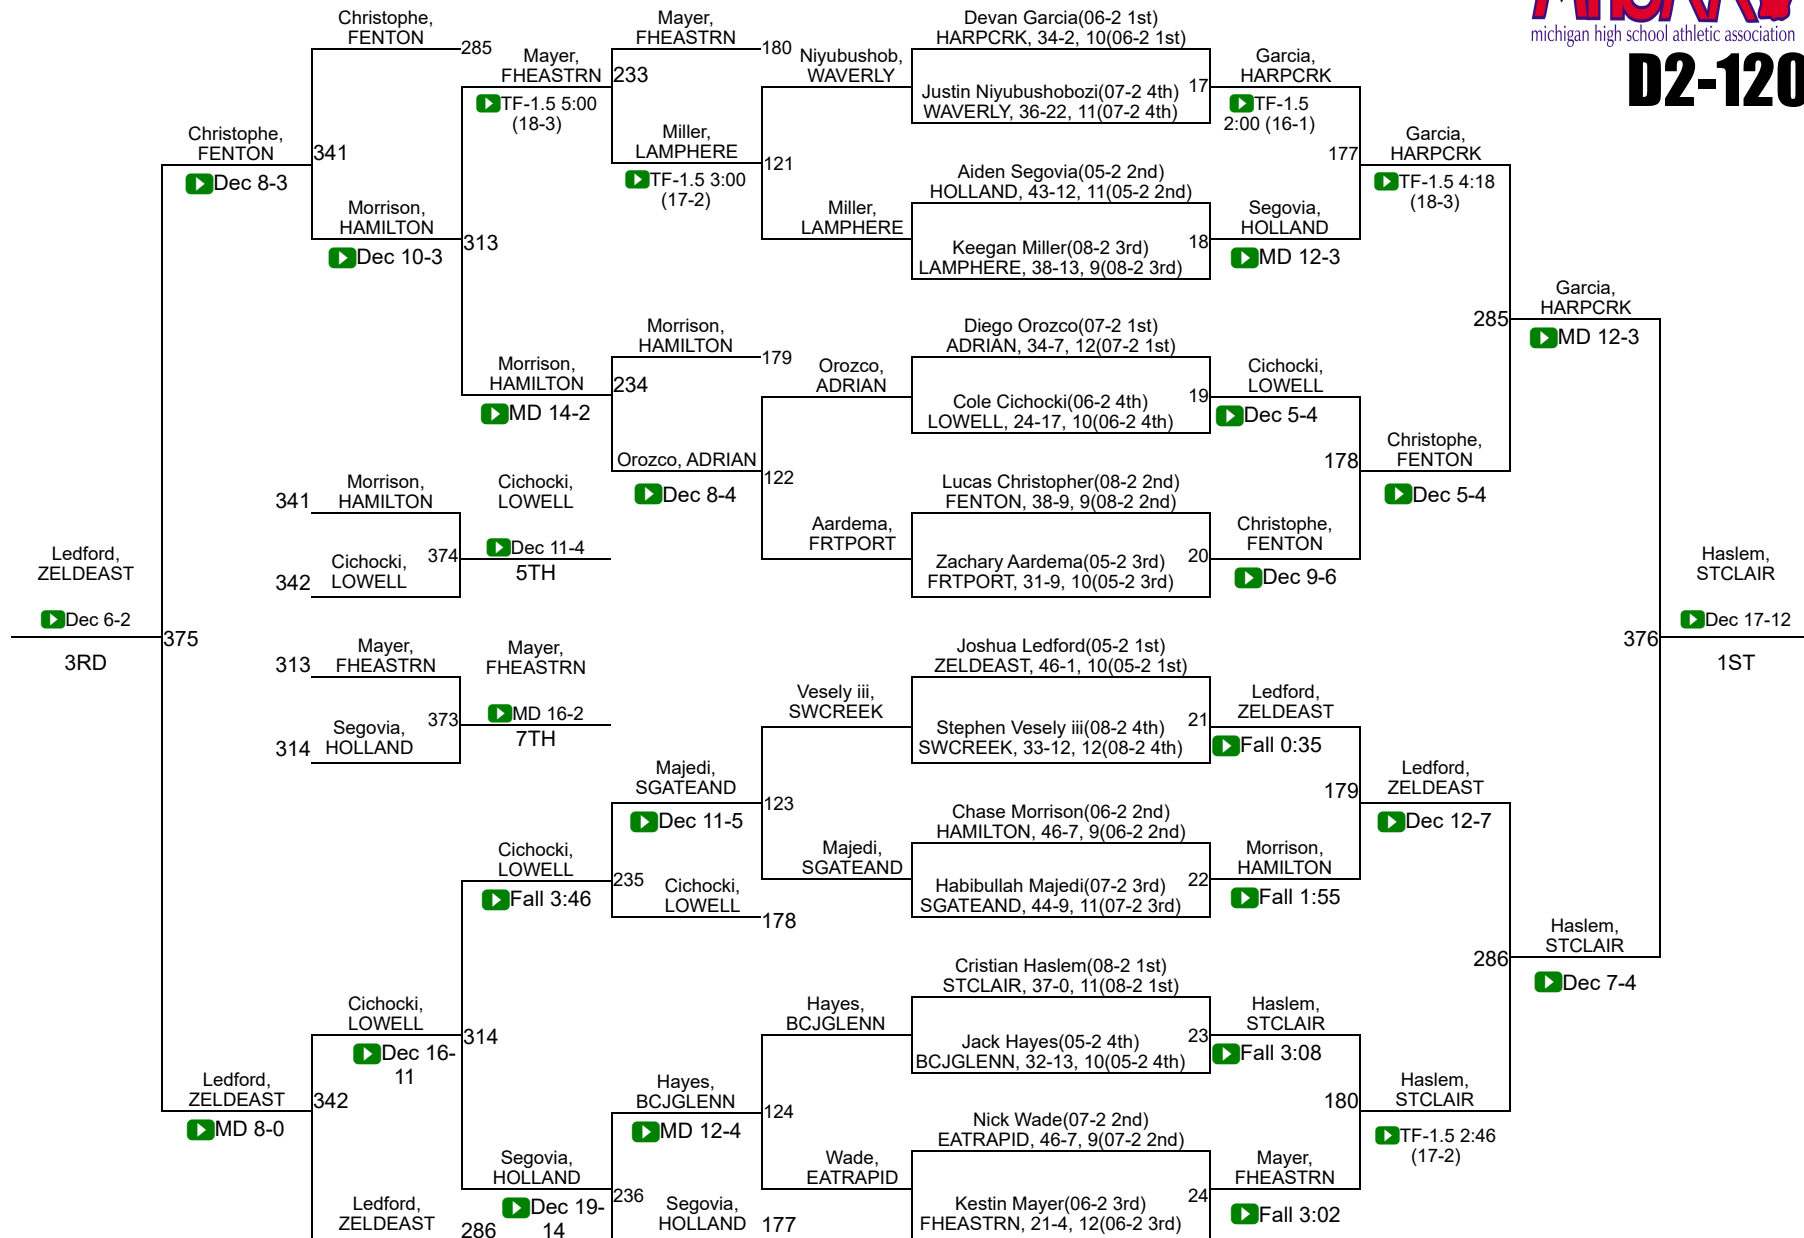 MHSAA
michigan high school athletic association
D2-120
Ledford,
ZELDEAST
Dec 6-2
3RD
375
Christophe,
FENTON
Dec 8-3
Ledford,
ZELDEAST
MD 8-0
Christophe,
FENTON
285
341
Morrison,
HAMILTON
Dec 10-3
313
341
Morrison,
HAMILTON
342
Cichocki,
LOWELL
374
Cichocki,
LOWELL
Dec 11-4
5TH
313
Mayer,
FHEASTRN
314
Segovia,
HOLLAND
373
Mayer,
FHEASTRN
MD 16-2
7TH
Cichocki,
LOWELL
Dec 16-
11
314
342
Ledford,
ZELDEAST
286
Mayer,
FHEASTRN
TF-1.5 5:00
(18-3)
233
Morrison,
HAMILTON
MD 14-2
234
Cichocki,
LOWELL
Fall 3:46
235
Segovia,
HOLLAND
Dec 19-
14
236
Mayer,
FHEASTRN
180
Miller,
LAMPHERE
TF-1.5 3:00
(17-2)
121
Morrison,
HAMILTON
179
Orozco, ADRIAN
Dec 8-4
122
Majedi,
SGATEAND
Dec 11-5
123
Cichocki,
LOWELL
178
Hayes,
BCJGLENN
MD 12-4
124
Segovia,
HOLLAND
177
Niyubushob,
WAVERLY
Miller,
LAMPHERE
Orozco,
ADRIAN
Aardema,
FRTPORT
Vesely iii,
SWCREEK
Majedi,
SGATEAND
Hayes,
BCJGLENN
Wade,
EATRAPID
Devan Garcia(06-2 1st)
HARPCRK, 34-2, 10(06-2 1st)
Justin Niyubushobozi(07-2 4th)
WAVERLY, 36-22, 11(07-2 4th)
17
Aiden Segovia(05-2 2nd)
HOLLAND, 43-12, 11(05-2 2nd)
Keegan Miller(08-2 3rd)
LAMPHERE, 38-13, 9(08-2 3rd)
18
Diego Orozco(07-2 1st)
ADRIAN, 34-7, 12(07-2 1st)
Cole Cichocki(06-2 4th)
LOWELL, 24-17, 10(06-2 4th)
19
Lucas Christopher(08-2 2nd)
FENTON, 38-9, 9(08-2 2nd)
Zachary Aardema(05-2 3rd)
FRTPORT, 31-9, 10(05-2 3rd)
20
Joshua Ledford(05-2 1st)
ZELDEAST, 46-1, 10(05-2 1st)
Stephen Vesely iii(08-2 4th)
SWCREEK, 33-12, 12(08-2 4th)
21
Chase Morrison(06-2 2nd)
HAMILTON, 46-7, 9(06-2 2nd)
Habibullah Majedi(07-2 3rd)
SGATEAND, 44-9, 11(07-2 3rd)
22
Cristian Haslem(08-2 1st)
STCLAIR, 37-0, 11(08-2 1st)
Jack Hayes(05-2 4th)
BCJGLENN, 32-13, 10(05-2 4th)
23
Nick Wade(07-2 2nd)
EATRAPID, 46-7, 9(07-2 2nd)
Kestin Mayer(06-2 3rd)
FHEASTRN, 21-4, 12(06-2 3rd)
24
Garcia,
HARPCRK
TF-1.5
2:00 (16-1)
177
Segovia,
HOLLAND
MD 12-3
Cichocki,
LOWELL
Dec 5-4
178
Christophe,
FENTON
Dec 9-6
Ledford,
ZELDEAST
Fall 0:35
179
Morrison,
HAMILTON
Fall 1:55
Haslem,
STCLAIR
Fall 3:08
180
Mayer,
FHEASTRN
Fall 3:02
Garcia,
HARPCRK
TF-1.5 4:18
(18-3)
285
Christophe,
FENTON
Dec 5-4
Ledford,
ZELDEAST
Dec 12-7
286
Haslem,
STCLAIR
TF-1.5 2:46
(17-2)
Garcia,
HARPCRK
MD 12-3
376
Haslem,
STCLAIR
Dec 7-4
Haslem,
STCLAIR
Dec 17-12
1ST